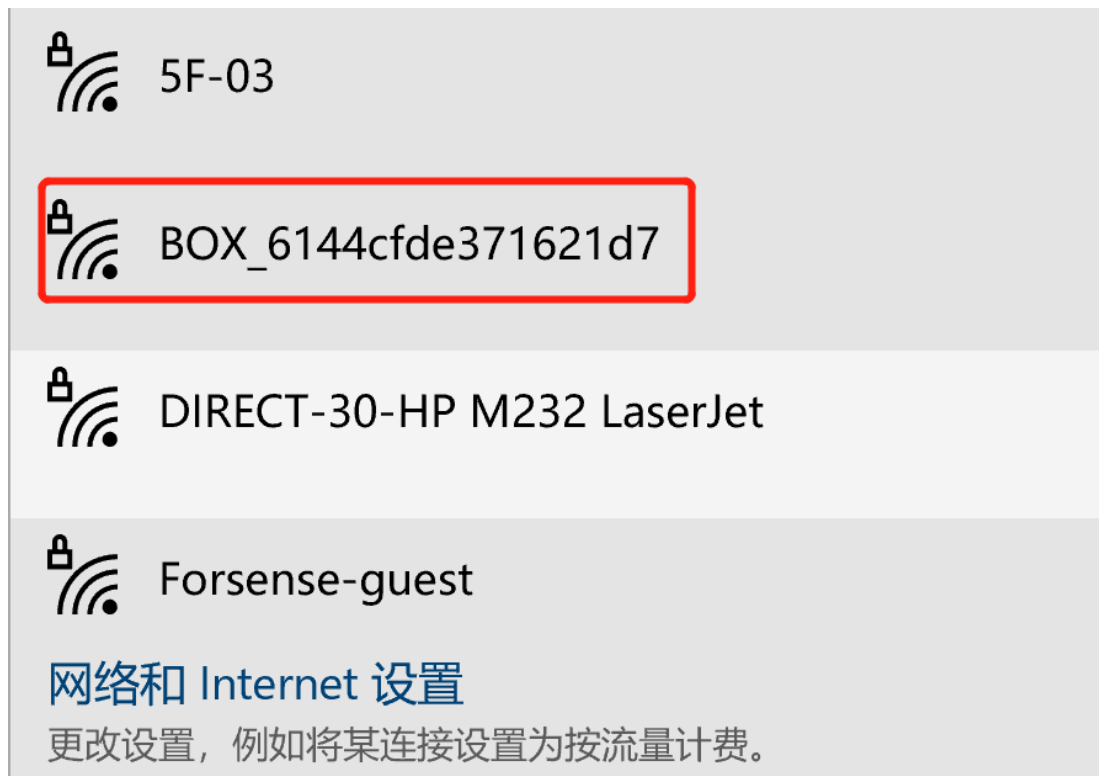 5F-03
BOX_6144cfde371621d7
DIRECT-30-HP M232 LaserJet
Forsense-guest
网络和 Internet 设置
更改设置，例如将某连接设置为按流量计费。